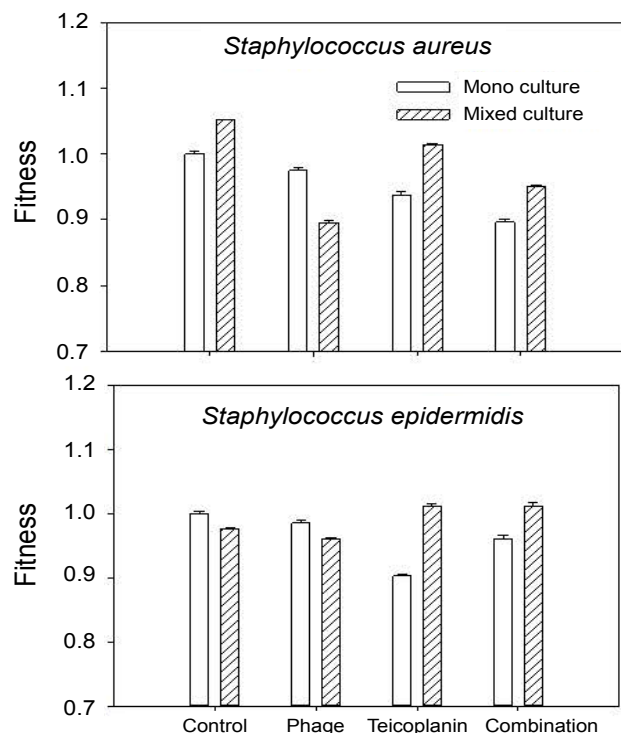 Staphylococcus aureus
Mono culture
Mixed culture
Fitness
1.2
1.1
1.0
0.9
0.8
0.7
Staphylococcus epidermidis
Fitness
1.2
1.1
1.0
0.9
0.8
0.7
Control Phage Teicoplanin Combination